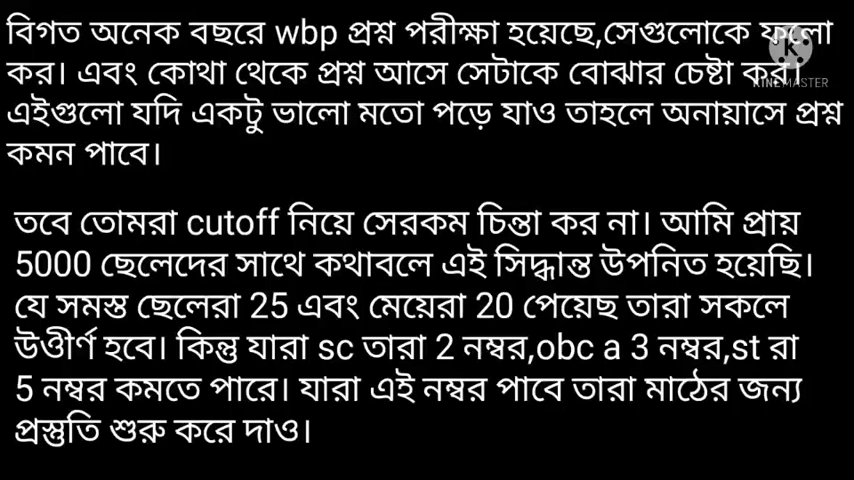 বিগত অনেক বছরে wbp প্রশ্ন পরীক্ষা হয়েছে,সেগুলোকে ফলো
কর। এবং কোথা থেকে প্রশ্ন আসে সেটাকে বোঝার চেষ্টা কর।
KINEMASTER
এইগুলো যদি একটু ভালো মতো পড়ে যাও তাহলে অনায়াসে প্রশ্ন
কমন পাবে।
তবে তোমরা cutoff নিয়ে সেরকম চিন্তা কর না। আমি প্রায়
5000 ছেলেদের সাথে কথাবলে এই সিদ্ধান্ত উপনিত হয়েছি।
যে সমস্ত ছেলেরা 25 এবং মেয়েরা 20 পেয়েছ তারা সকলে
উত্তীর্ণ হবে। কিন্তু যারা sc তারা 2 নম্বর,obc a 3 নম্বর,st রা
5 নম্বর কমতে পারে। যারা এই নম্বর পাবে তারা মাঠের জন্য
প্রস্তুতি শুরু করে দাও।